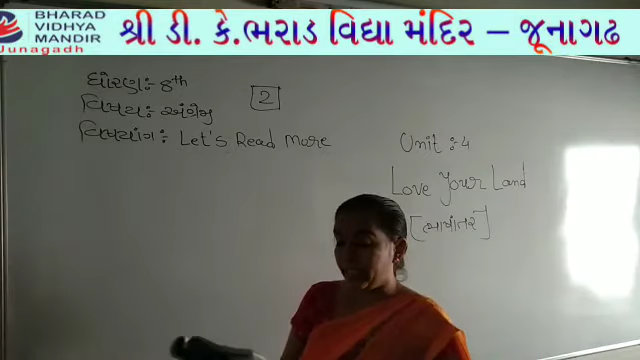 BHARAD
VIDHYA
MANDIR
Junagadh
શ્રી ડી. કે.ભરાડ વિદ્યા મંદિર – જૂનાગઢ
ધોરણ:- 8th
વિષય:- અંગ્રેજી
વિષયાંગ:- Let's Read More
2
Unit :- 4
Love Your Land
[ભાષાંતર]